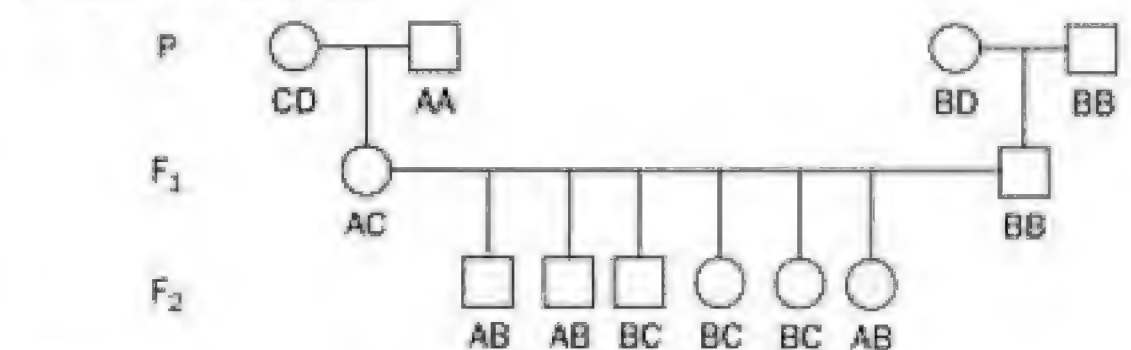 P
CD AA BD BB
F₁
AC BB
F₂
AB AB BC BC BC AB